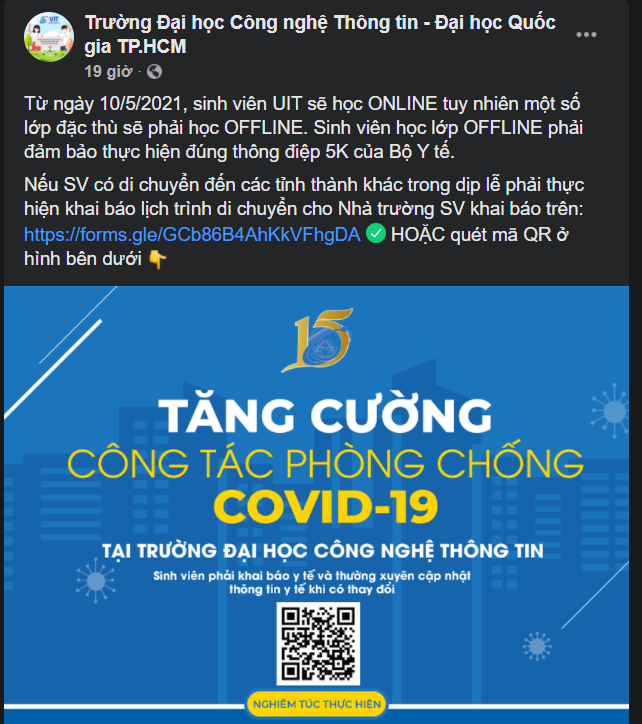 Trường Đại học Công nghệ Thông tin - Đại học Quốc
gia TP.HCM
19 giờ ·
Từ ngày 10/5/2021, sinh viên UIT sẽ học ONLINE tuy nhiên một số
lớp đặc thù sẽ phải học OFFLINE. Sinh viên học lớp OFFLINE phải
đảm bảo thực hiện đúng thông điệp 5K của Bộ Y tế.
Nếu SV có di chuyển đến các tỉnh thành khác trong dịp lễ phải thực
hiện khai báo lịch trình di chuyển cho Nhà trường SV khai báo trên:
https://forms.gle/GCb86B4AhKkVFhgDA ✅ HOẶC quét mã QR ở
hình bên dưới 👇
15
TĂNG CƯỜNG
CÔNG TÁC PHÒNG CHỐNG
COVID-19
TẠI TRƯỜNG ĐẠI HỌC CÔNG NGHỆ THÔNG TIN
Sinh viên phải khai báo y tế và thường xuyên cập nhật
thông tin y tế khi có thay đổi
NGHIÊM TÚC THỰC HIỆN